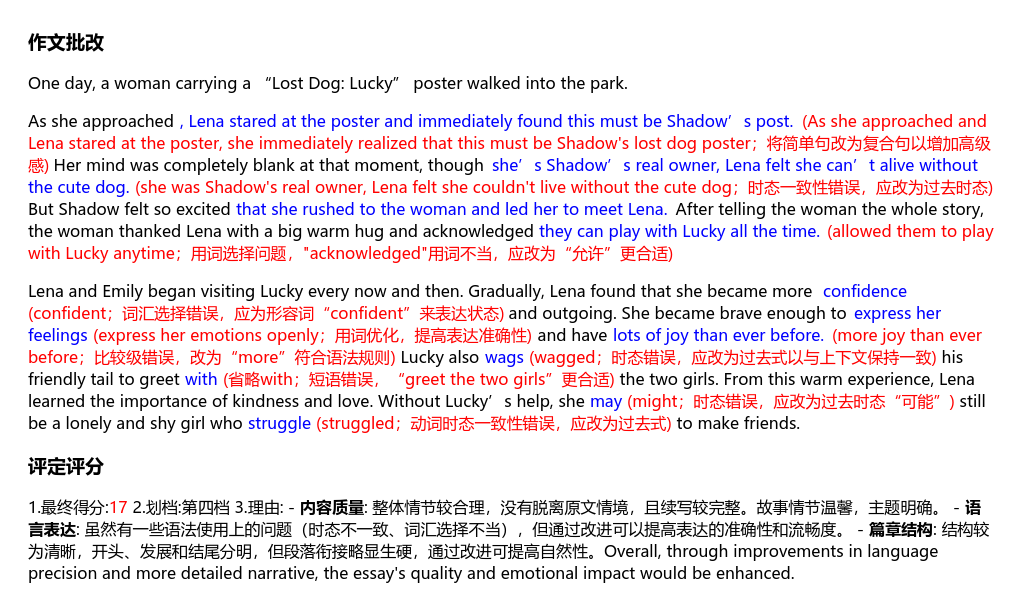 作文批改
One day, a woman carrying a “Lost Dog: Lucky” poster walked into the park.
As she approached , Lena stared at the poster and immediately found this must be Shadow’s post. (As she approached and
Lena stared at the poster, she immediately realized that this must be Shadow's lost dog poster；将简单句改为复合句以增加高级
感) Her mind was completely blank at that moment, though she’s Shadow’s real owner, Lena felt she can’t alive without
the cute dog. (she was Shadow's real owner, Lena felt she couldn't live without the cute dog；时态一致性错误，应改为过去时态)
But Shadow felt so excited that she rushed to the woman and led her to meet Lena. After telling the woman the whole story,
the woman thanked Lena with a big warm hug and acknowledged they can play with Lucky all the time. (allowed them to play
with Lucky anytime；用词选择问题，"acknowledged"用词不当，应改为“允许”更合适)
Lena and Emily began visiting Lucky every now and then. Gradually, Lena found that she became more confidence
(confident；词汇选择错误，应为形容词“confident”来表达状态) and outgoing. She became brave enough to express her
feelings (express her emotions openly；用词优化，提高表达准确性) and have lots of joy than ever before. (more joy than ever
before；比较级错误，改为“more”符合语法规则) Lucky also wags (wagged；时态错误，应改为过去式以与上下文保持一致) his
friendly tail to greet with (省略with；短语错误，“greet the two girls”更合适) the two girls. From this warm experience, Lena
learned the importance of kindness and love. Without Lucky’s help, she may (might；时态错误，应改为过去时态“可能”) still
be a lonely and shy girl who struggle (struggled；动词时态一致性错误，应改为过去式) to make friends.
评定评分
1.最终得分:17 2.划档:第四档 3.理由: - 内容质量: 整体情节较合理，没有脱离原文情境，且续写较完整。故事情节温馨，主题明确。 - 语
言表达: 虽然有一些语法使用上的问题（时态不一致、词汇选择不当），但通过改进可以提高表达的准确性和流畅度。 - 篇章结构: 结构较
为清晰，开头、发展和结尾分明，但段落衔接略显生硬，通过改进可提高自然性。Overall, through improvements in language
precision and more detailed narrative, the essay's quality and emotional impact would be enhanced.